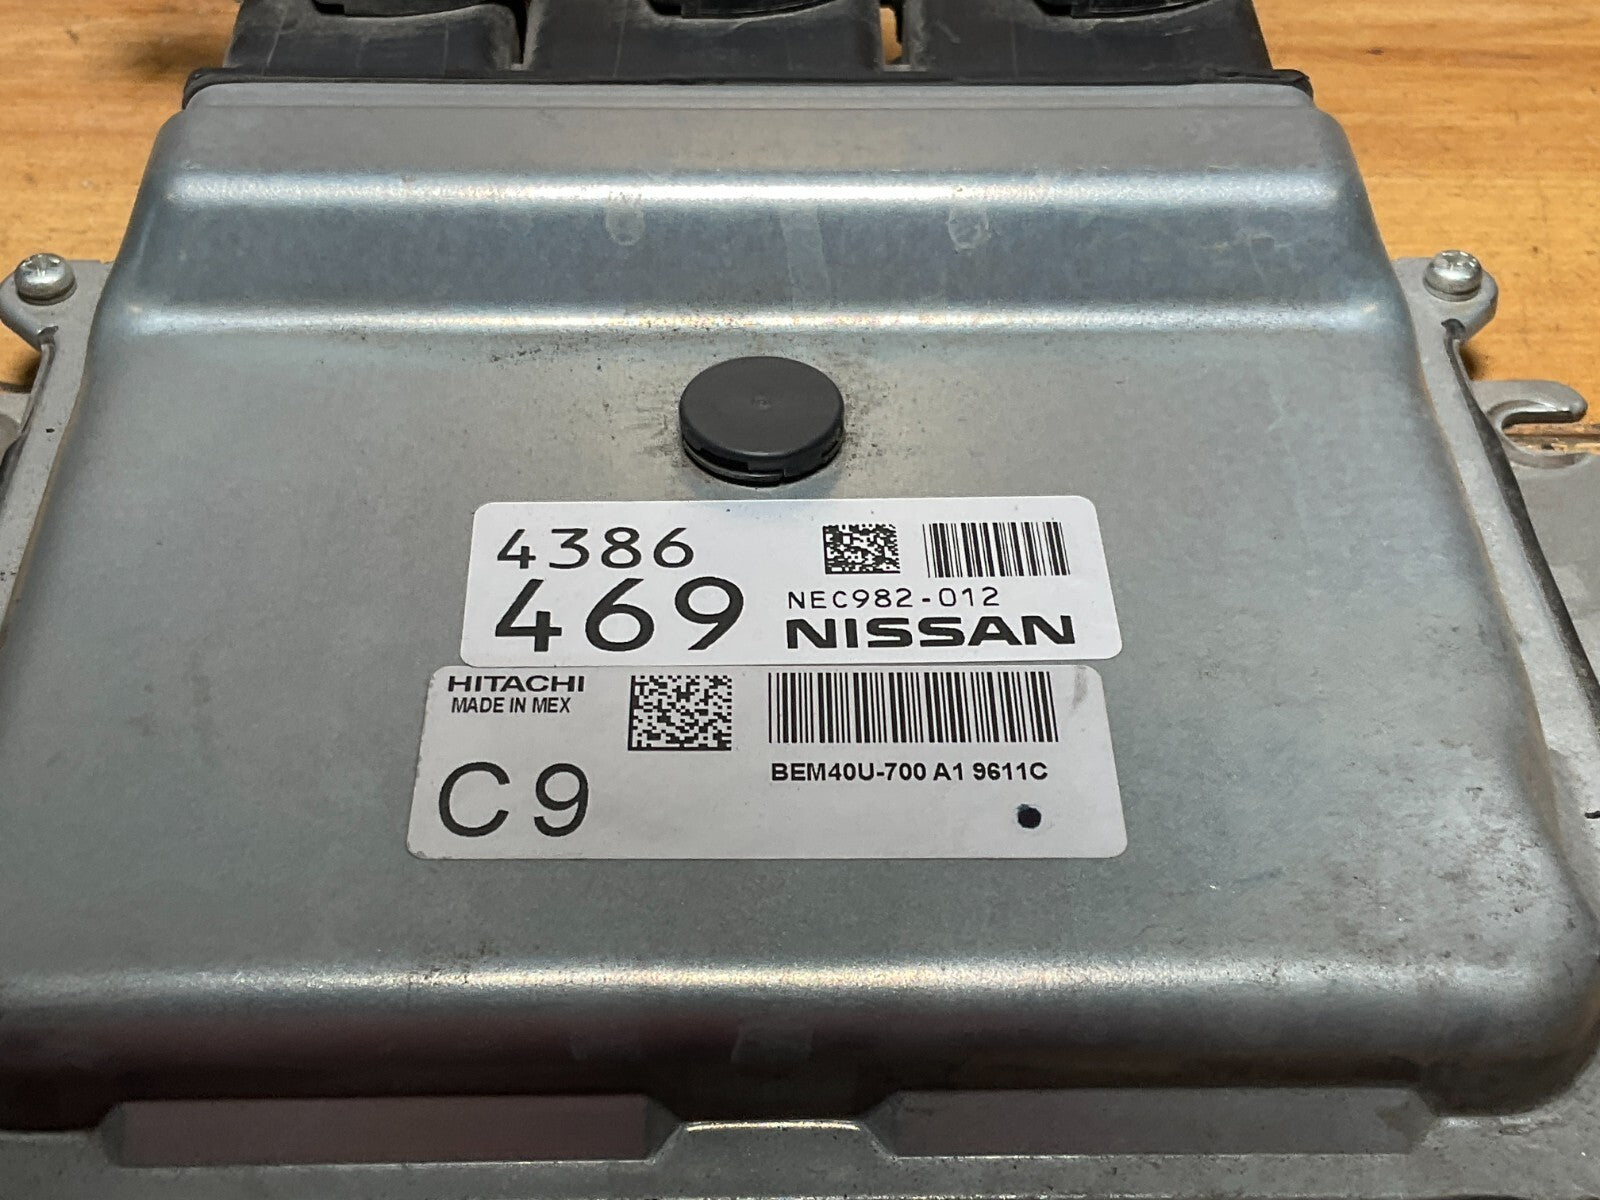 4386
469
NEC982-012
NISSAN
HITACHI
MADE IN MEX
C9
BEM40U-700 A1 9611C